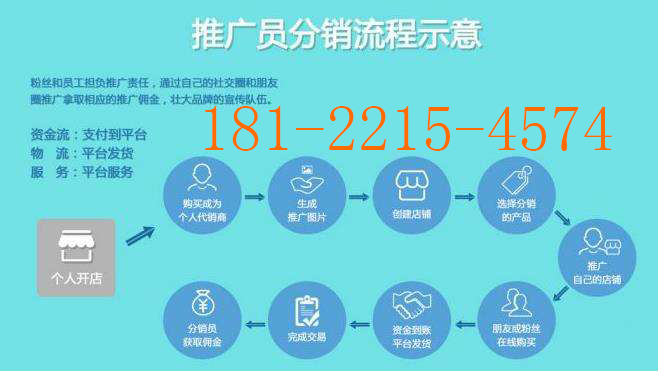 推广员分销流程示意
粉丝和员工担负推广责任，通过自己的社交圈和朋友
圈推广拿取相应的推广佣金，壮大品牌的宣传队伍。
181-2215-4574
资金流：支付到平台
物 流：平台发货
服 务：平台服务
个人开店
购买成为
个人代销商
生成
推广图片
创建店铺
选择分销
的产品
推广
自己的店铺
朋友或粉丝
在线购买
资金到账
平台发货
完成交易
分销员
获取佣金